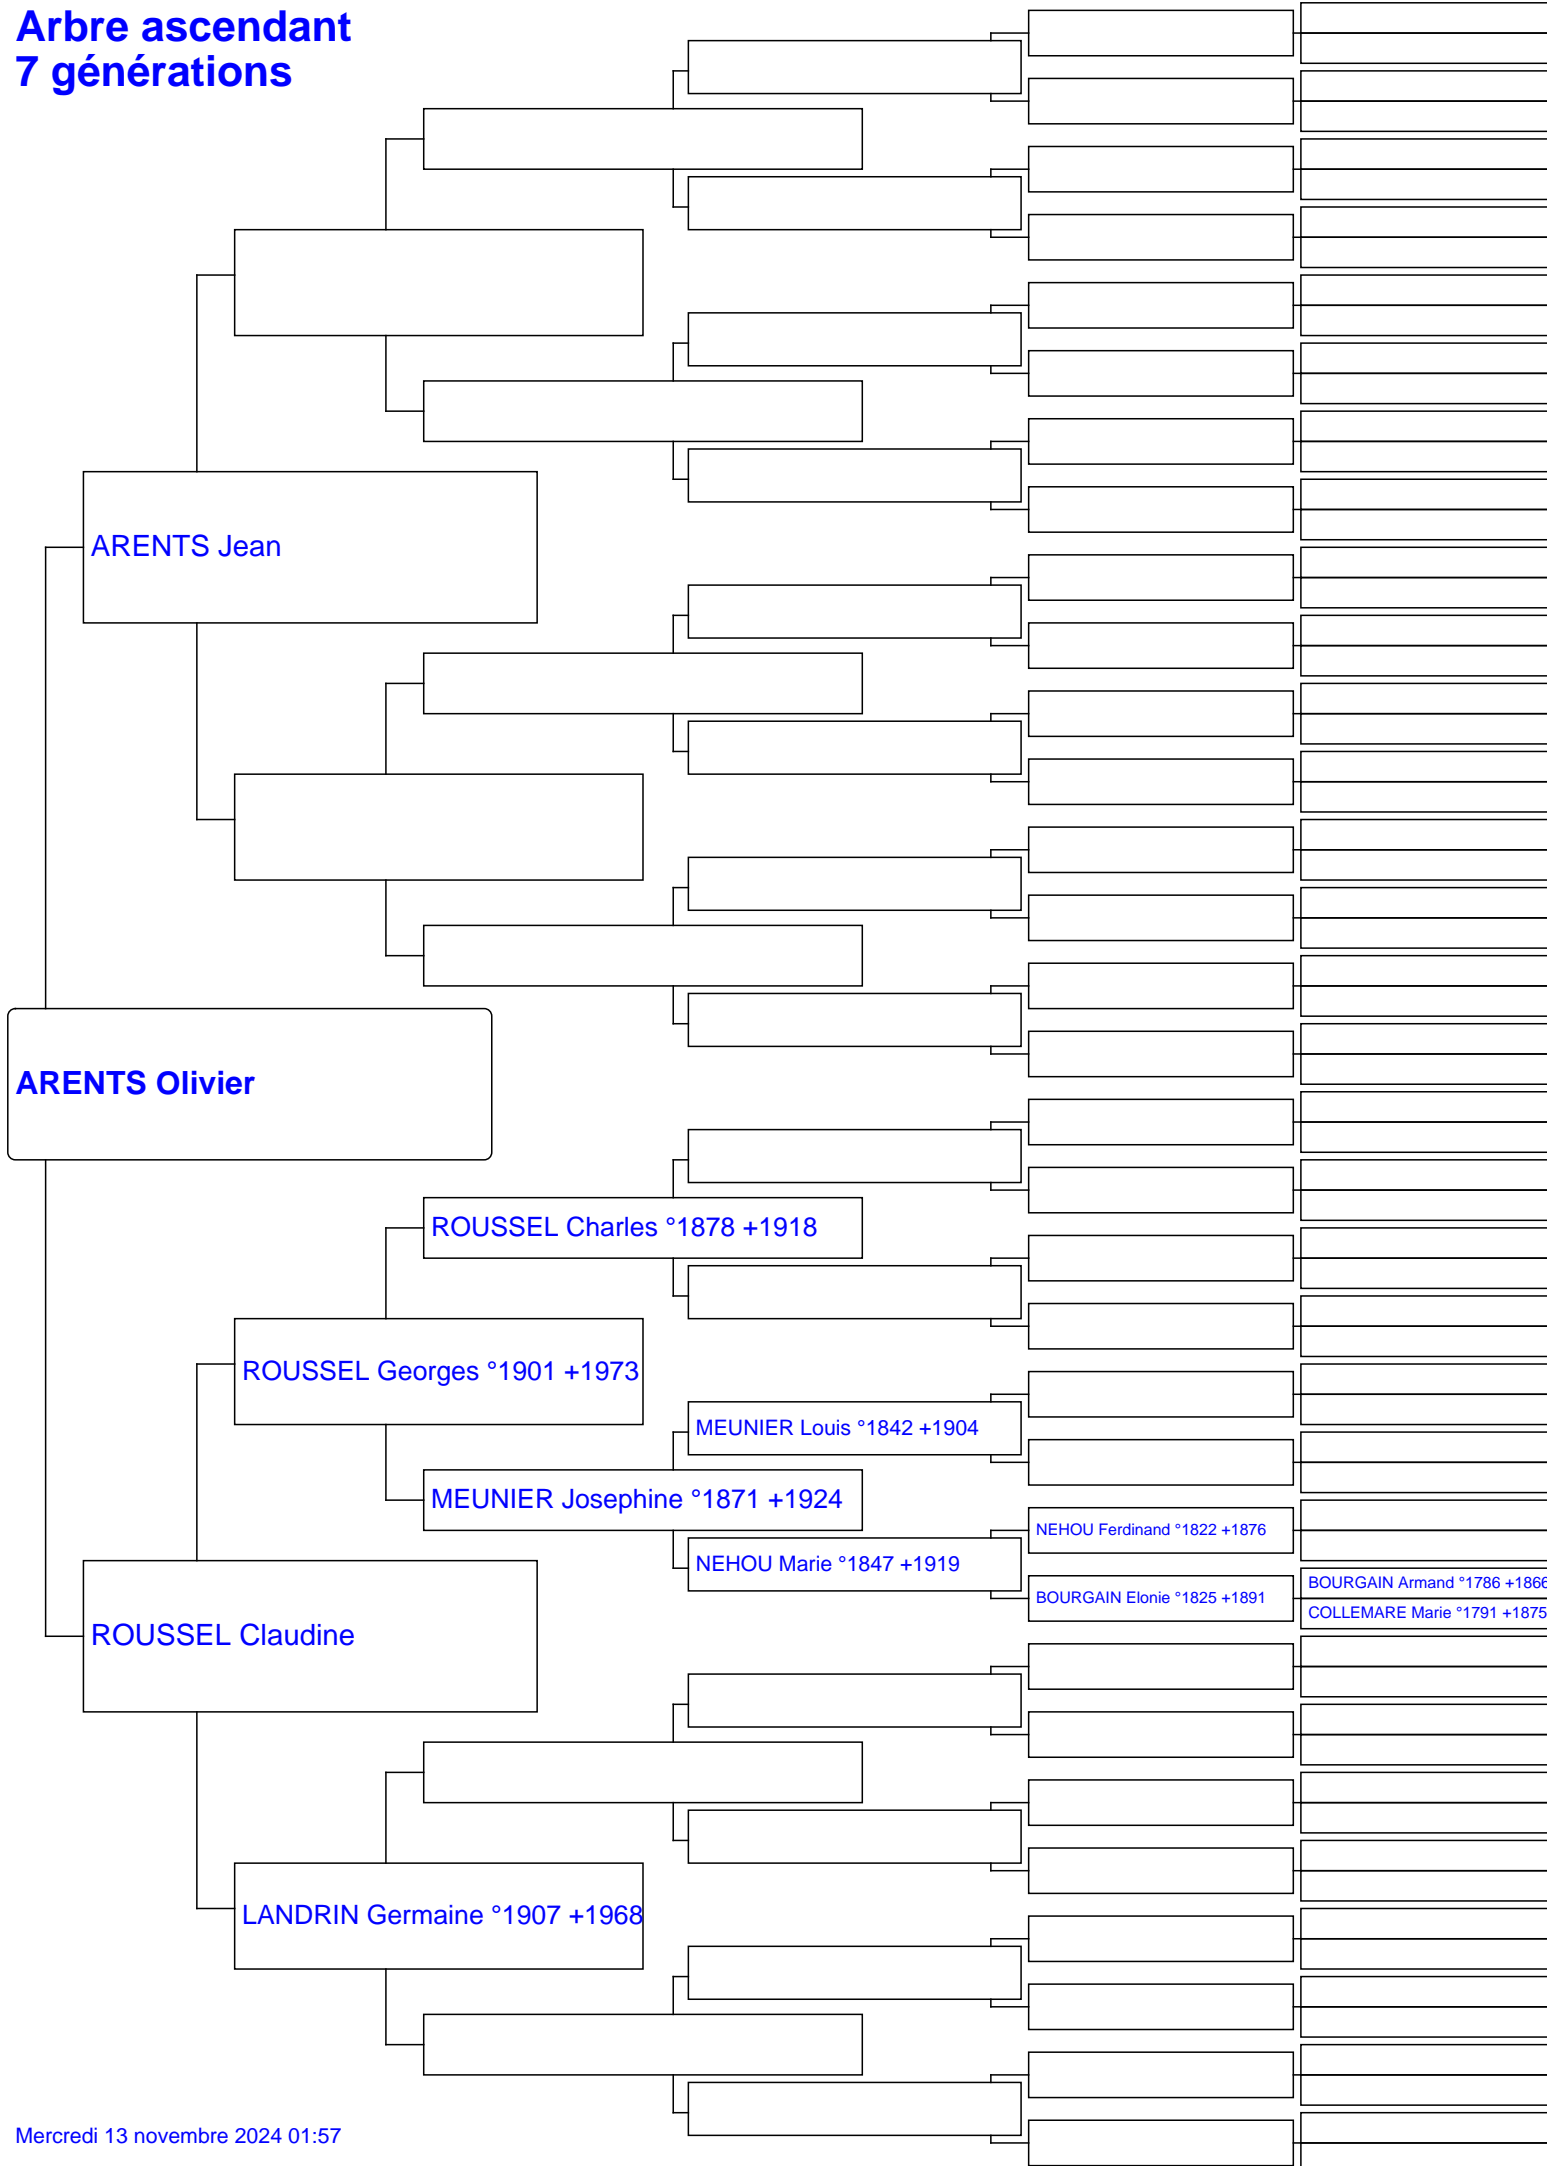 Arbre ascendant
7 générations
ARENTS Jean
ARENTS Olivier
ROUSSEL Charles °1878 +1918
ROUSSEL Georges °1901 +1973
MEUNIER Louis °1842 +1904
MEUNIER Josephine °1871 +1924
NEHOU Ferdinand °1822 +1876
NEHOU Marie °1847 +1919
BOURGAIN Armand °1786 +1866
BOURGAIN Elonie °1825 +1891
COLLEMARE Marie °1791 +1875
ROUSSEL Claudine
LANDRIN Germaine °1907 +1968
Mercredi 13 novembre 2024 01:57